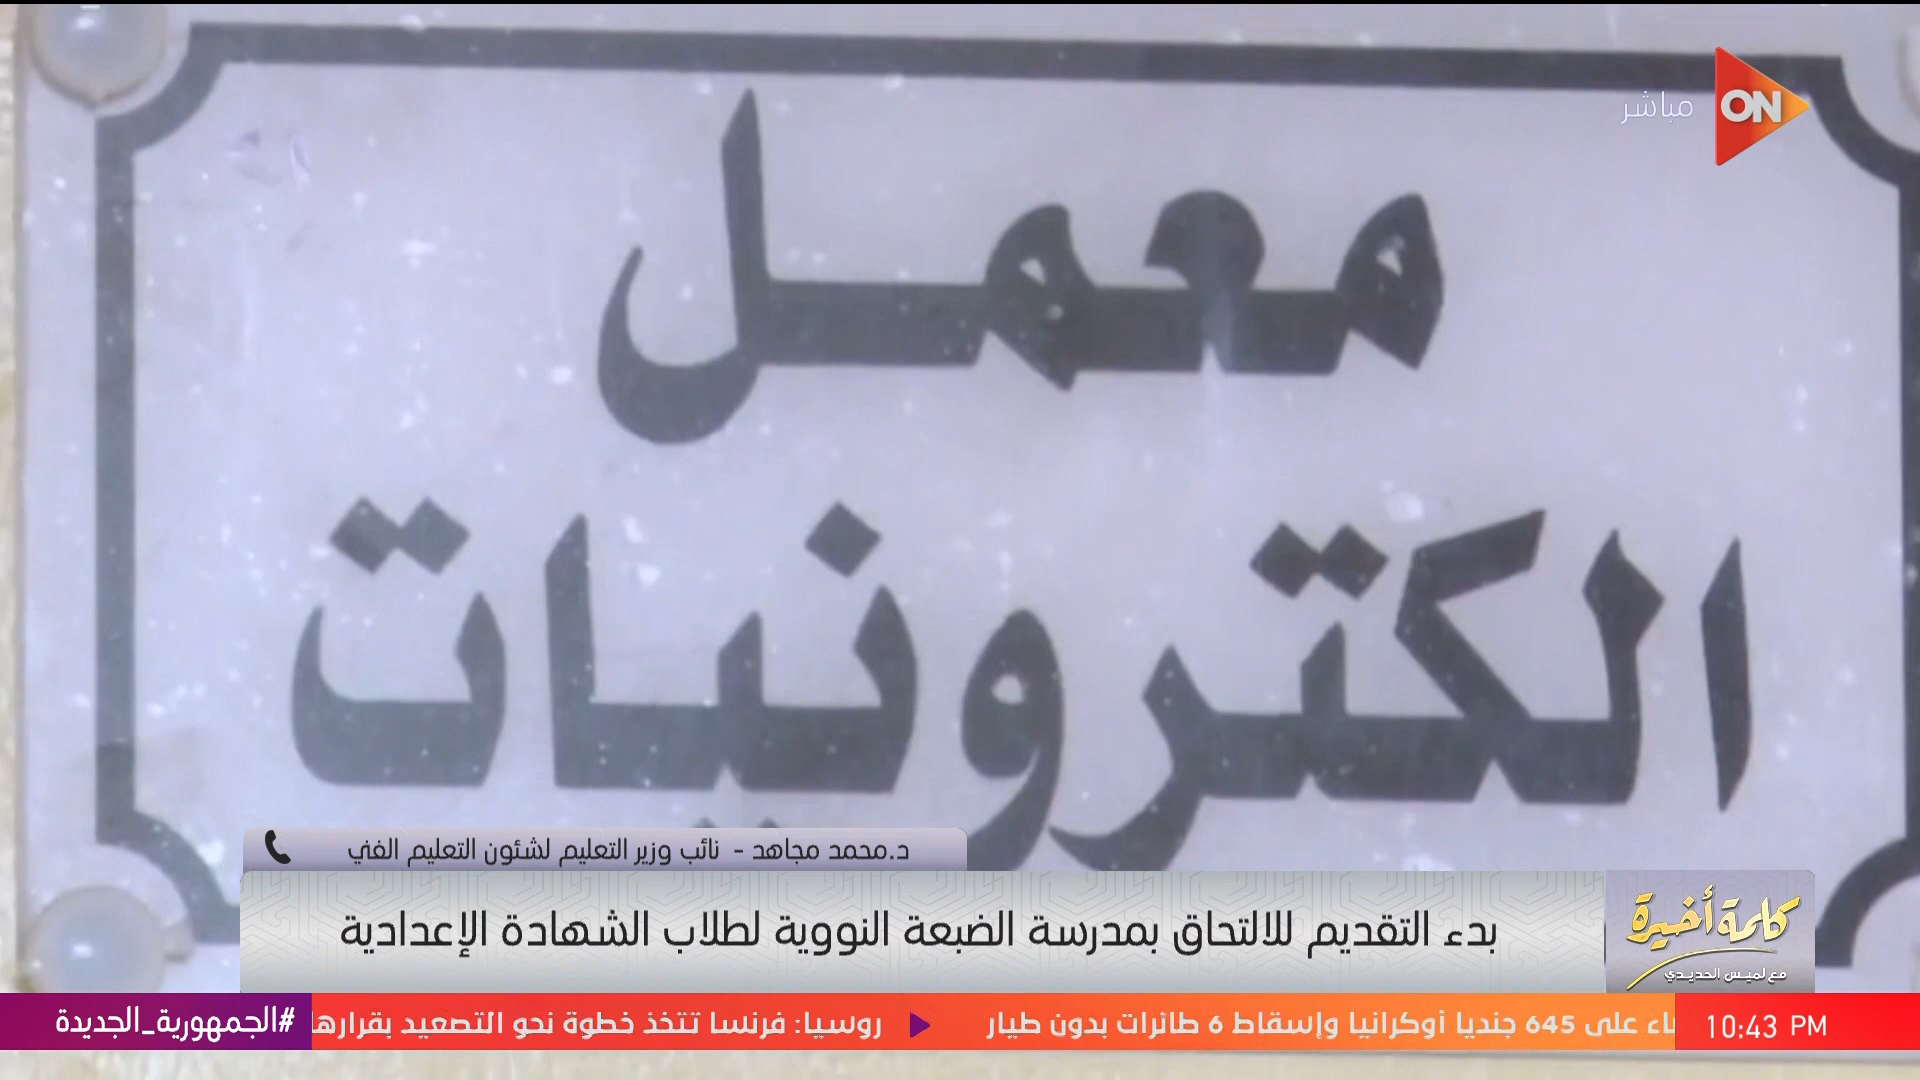 مباشر
ON
معمل
الكترونيات
د.محمد مجاهد - نائب وزير التعليم لشئون التعليم الفني
بدء التقديم للالتحاق بمدرسة الضبعة النووية لطلاب الشهادة الإعدادية
كلمة أخيرة
مع لميس الحديدي
10:43 PM
على 645 جنديا أوكرانيا وإسقاط 6 طائرات بدون طيار
روسيا: فرنسا تتخذ خطوة نحو التصعيد بقرارها
#الجمهورية_الجديدة